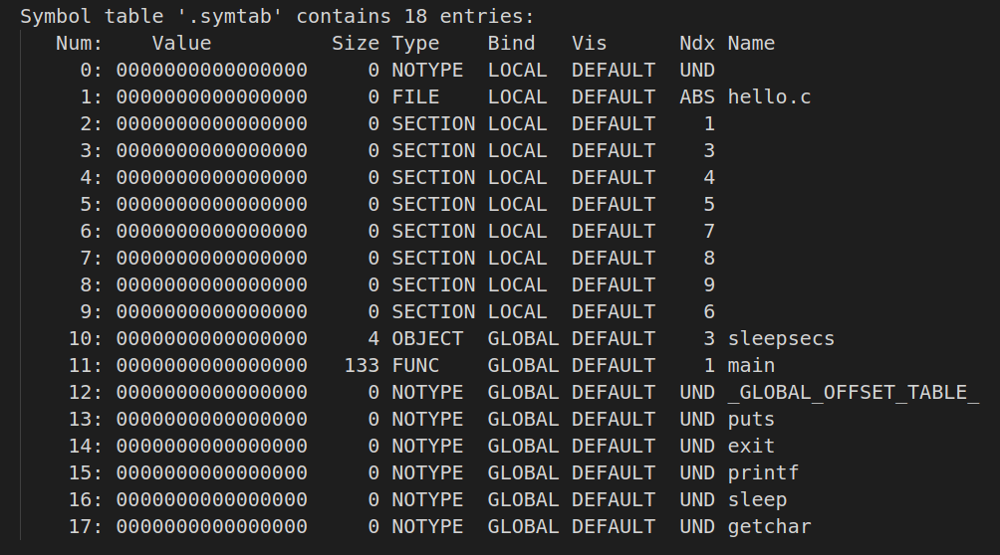 Symbol table '.symtab' contains 18 entries:
   Num:    Value          Size Type    Bind   Vis      Ndx Name
     0: 0000000000000000     0 NOTYPE  LOCAL  DEFAULT  UND
     1: 0000000000000000     0 FILE    LOCAL  DEFAULT  ABS hello.c
     2: 0000000000000000     0 SECTION LOCAL  DEFAULT    1
     3: 0000000000000000     0 SECTION LOCAL  DEFAULT    3
     4: 0000000000000000     0 SECTION LOCAL  DEFAULT    4
     5: 0000000000000000     0 SECTION LOCAL  DEFAULT    5
     6: 0000000000000000     0 SECTION LOCAL  DEFAULT    7
     7: 0000000000000000     0 SECTION LOCAL  DEFAULT    8
     8: 0000000000000000     0 SECTION LOCAL  DEFAULT    9
     9: 0000000000000000     0 SECTION LOCAL  DEFAULT    6
    10: 0000000000000000     4 OBJECT  GLOBAL DEFAULT    3 sleepsecs
    11: 0000000000000000   133 FUNC    GLOBAL DEFAULT    1 main
    12: 0000000000000000     0 NOTYPE  GLOBAL DEFAULT  UND _GLOBAL_OFFSET_TABLE_
    13: 0000000000000000     0 NOTYPE  GLOBAL DEFAULT  UND puts
    14: 0000000000000000     0 NOTYPE  GLOBAL DEFAULT  UND exit
    15: 0000000000000000     0 NOTYPE  GLOBAL DEFAULT  UND printf
    16: 0000000000000000     0 NOTYPE  GLOBAL DEFAULT  UND sleep
    17: 0000000000000000     0 NOTYPE  GLOBAL DEFAULT  UND getchar